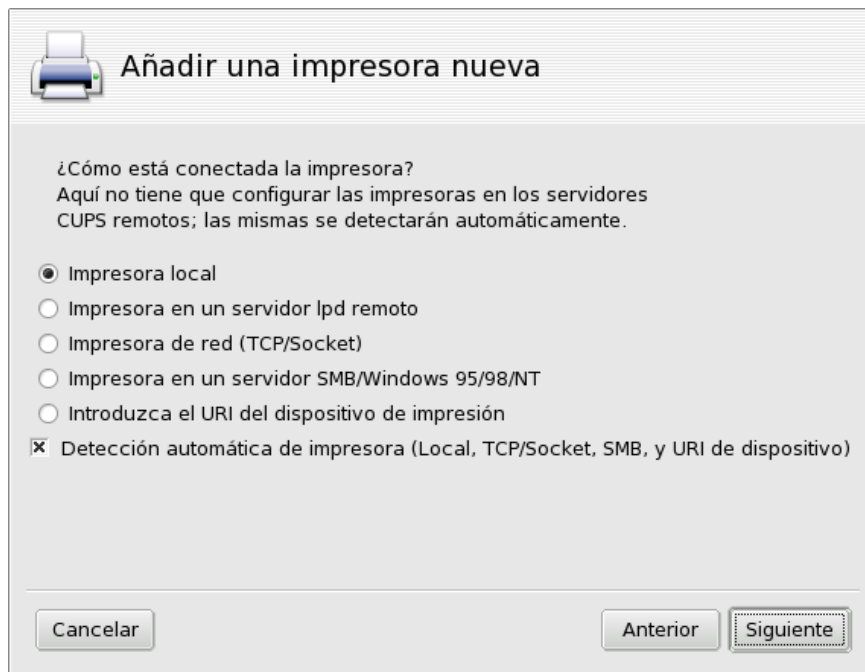 Añadir una impresora nueva
¿Cómo está conectada la impresora?
Aquí no tiene que configurar las impresoras en los servidores
CUPS remotos; las mismas se detectarán automáticamente.
Impresora local
Impresora en un servidor lpd remoto
Impresora de red (TCP/Socket)
Impresora en un servidor SMB/Windows 95/98/NT
Introduzca el URI del dispositivo de impresión
Detección automática de impresora (Local, TCP/Socket, SMB, y URI de dispositivo)
Cancelar
Anterior
Siguiente